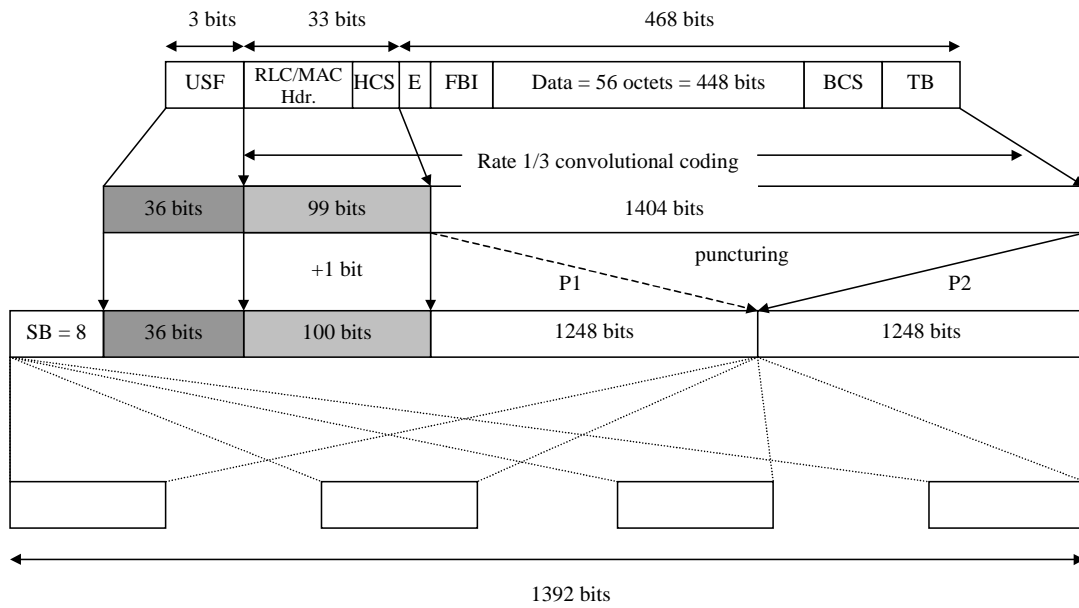 3 bits 33 bits 468 bits
USF RLC/MAC Hdr. HCS E FBI Data = 56 octets = 448 bits BCS TB
Rate 1/3 convolutional coding
36 bits 99 bits 1404 bits
+1 bit puncturing
P1 P2
SB = 8 36 bits 100 bits 1248 bits 1248 bits
1392 bits